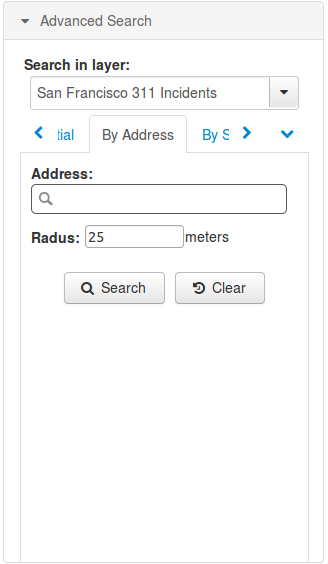 Advanced Search
Search in layer:
San Francisco 311 Incidents
tial By Address By S
Address:
Radus: 25 meters
Search Clear